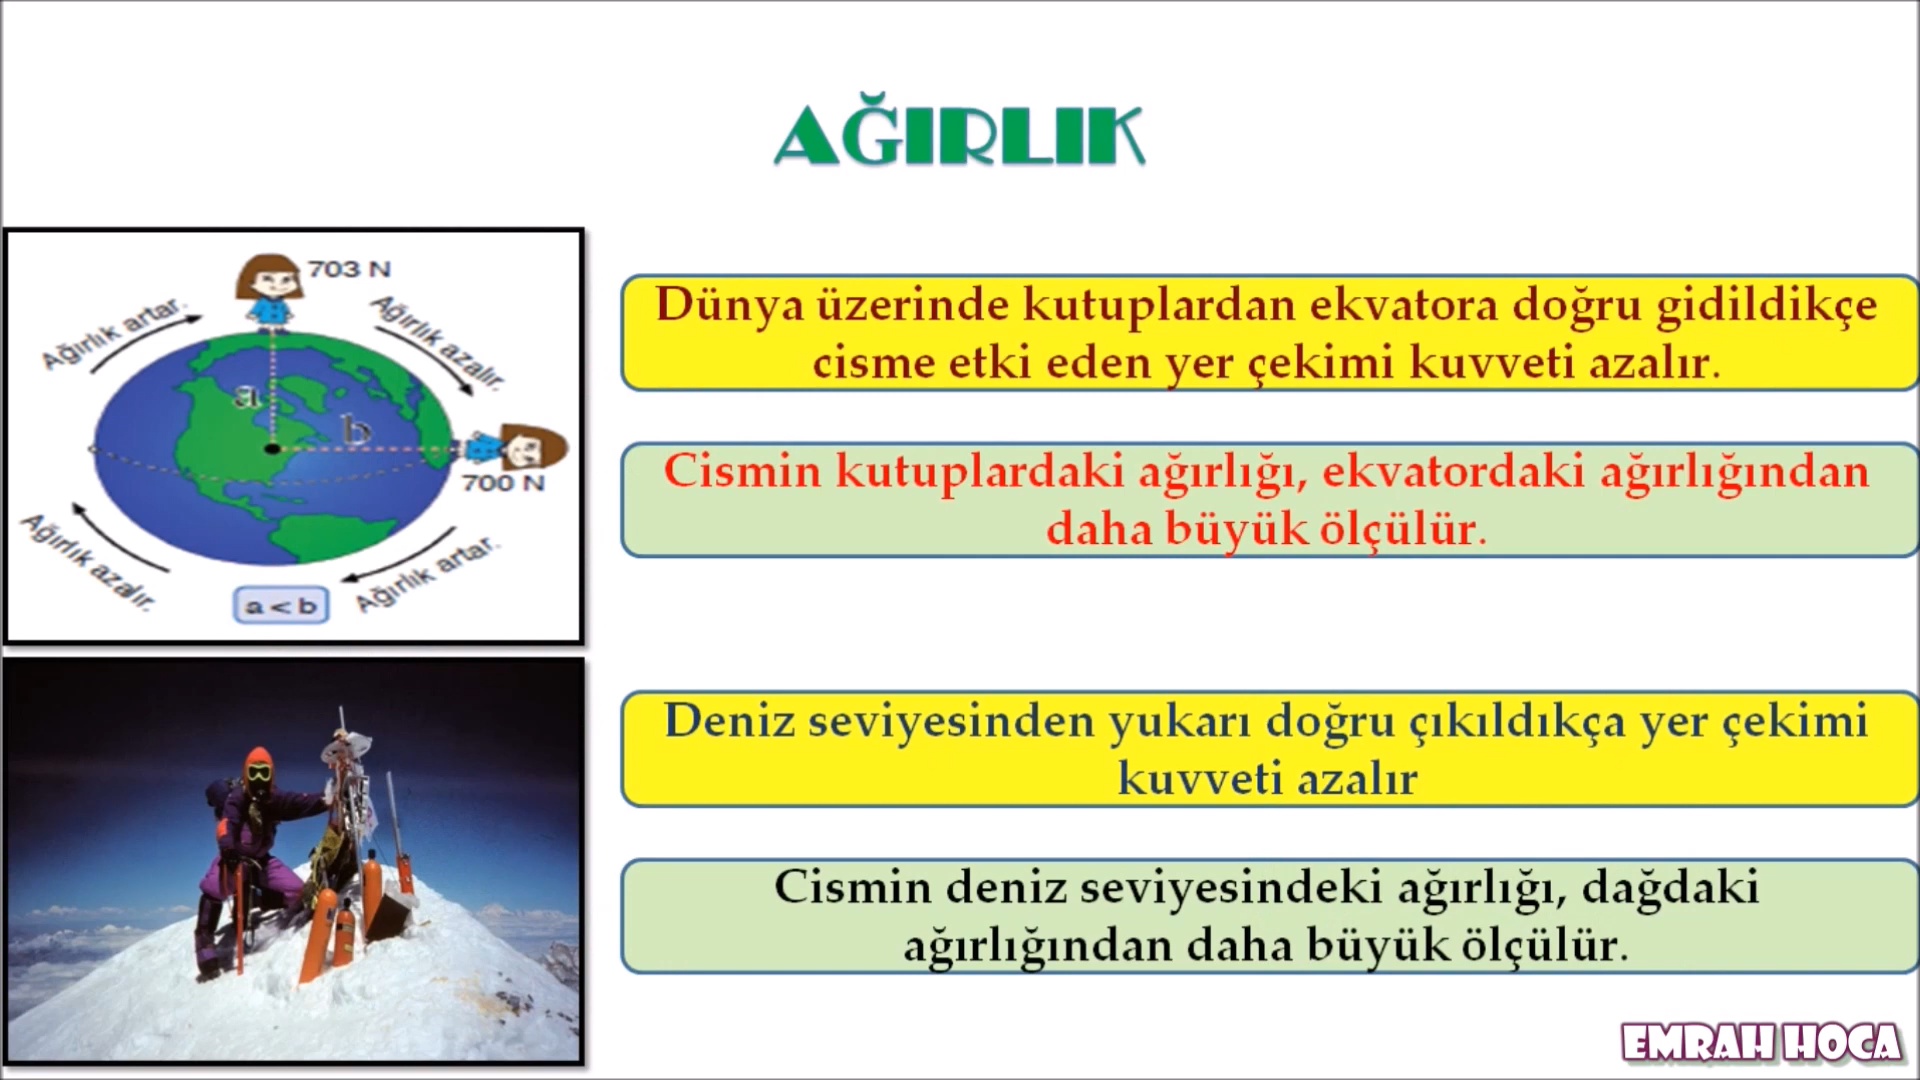 AĞIRLIK
703 N
Ağırlık artar.
Ağırlık azalır.
a
b
700 N
Ağırlık azalır.
Ağırlık artar.
a < b
Dünya üzerinde kutuplardan ekvatora doğru gidildikçe
cisme etki eden yer çekimi kuvveti azalır.
Cismin kutuplardaki ağırlığı, ekvatordaki ağırlığından
daha büyük ölçülür.
Deniz seviyesinden yukarı doğru çıkıldıkça yer çekimi
kuvveti azalır
Cismin deniz seviyesindeki ağırlığı, dağdaki
ağırlığından daha büyük ölçülür.
EMRAH HOCA